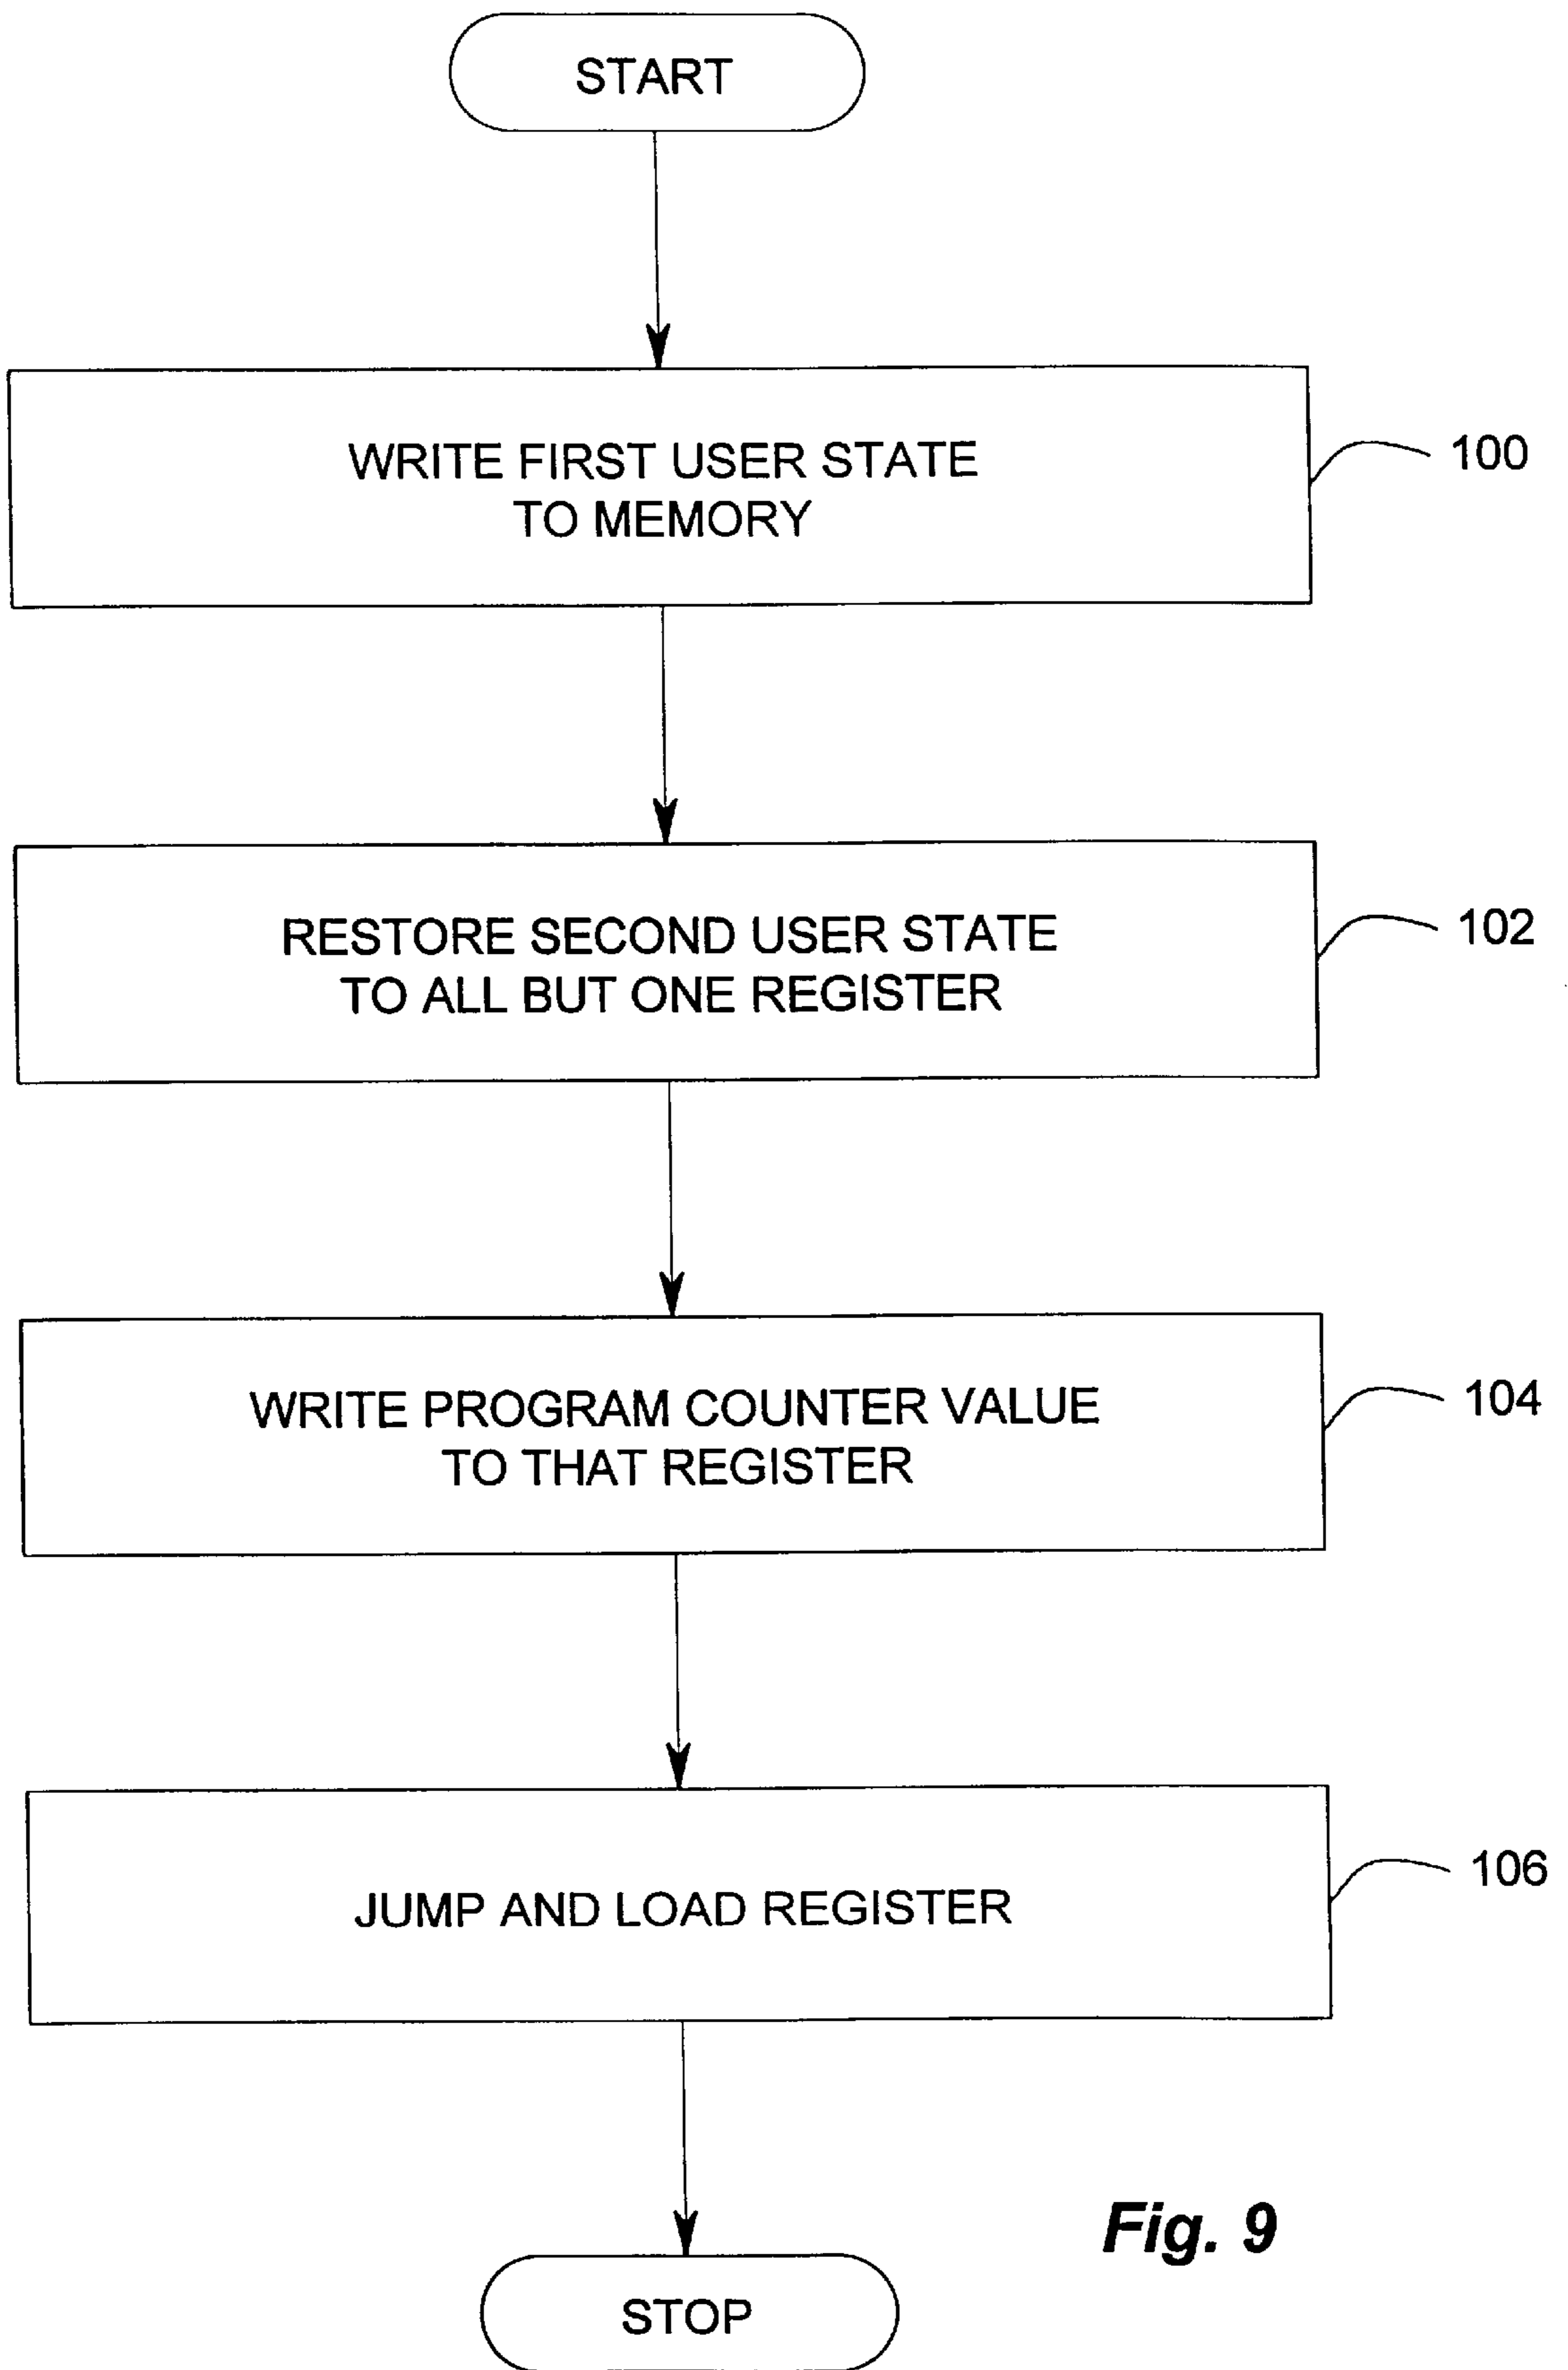 START
WRITE FIRST USER STATE
TO MEMORY
100
RESTORE SECOND USER STATE
TO ALL BUT ONE REGISTER
102
WRITE PROGRAM COUNTER VALUE
TO THAT REGISTER
104
JUMP AND LOAD REGISTER
106
Fig. 9
STOP